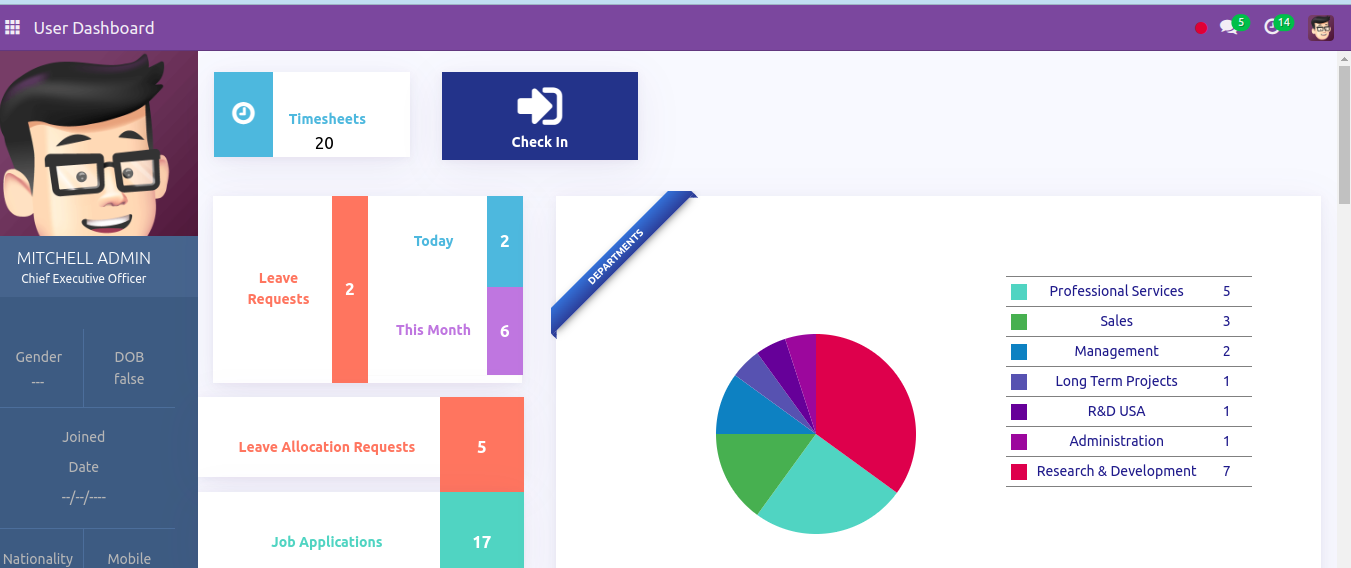 User Dashboard
5
14
MITCHELL ADMIN
Chief Executive Officer
Gender
---
DOB
false
Joined
Date
--/--/----
Nationality
Mobile
Timesheets
20
Check In
Leave
Requests
2
Today
2
This Month
6
Leave Allocation Requests
5
Job Applications
17
DEPARTMENTS
Professional Services 5
Sales 3
Management 2
Long Term Projects 1
R&D USA 1
Administration 1
Research & Development 7